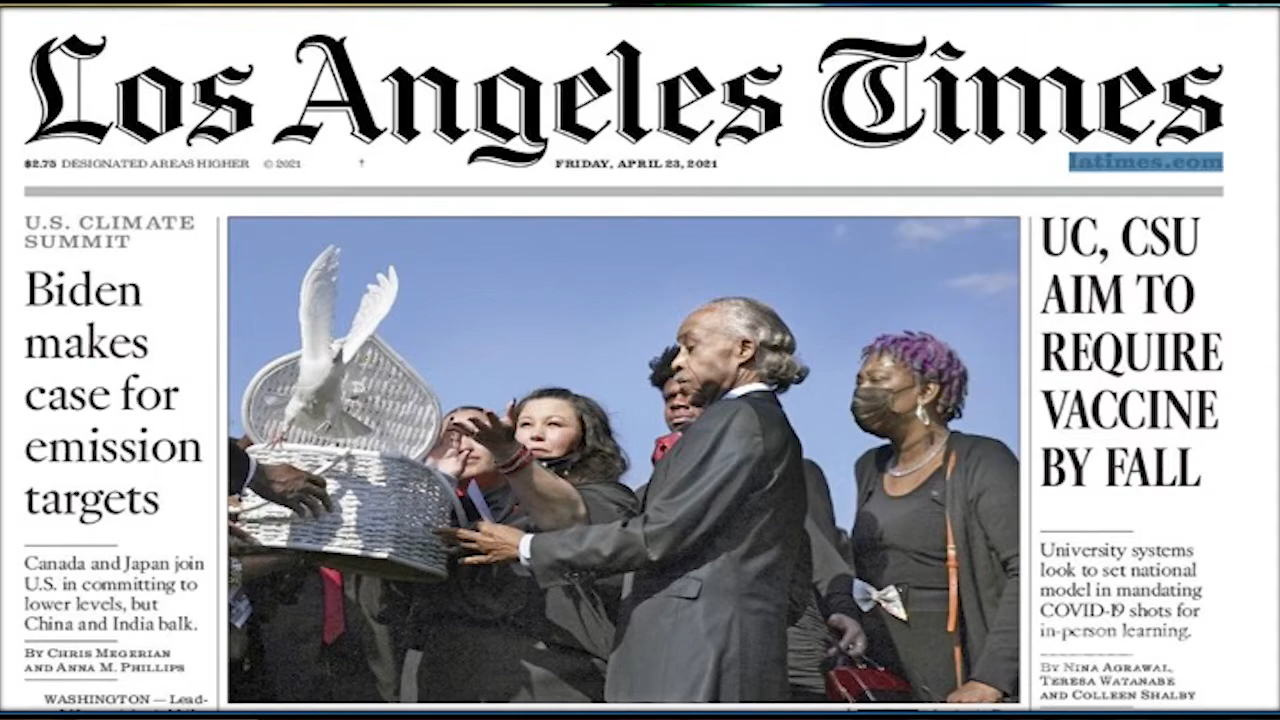 Los Angeles Times
$2.75 DESIGNATED AREAS HIGHER © 2021 † FRIDAY, APRIL 23, 2021 latimes.com
U.S. CLIMATE
SUMMIT
Biden
makes
case for
emission
targets
Canada and Japan join
U.S. in committing to
lower levels, but
China and India balk.
BY CHRIS MEGERIAN
AND ANNA M. PHILLIPS
WASHINGTON — Lead-
UC, CSU
AIM TO
REQUIRE
VACCINE
BY FALL
University systems
look to set national
model in mandating
COVID-19 shots for
in-person learning.
BY NINA AGRAWAL,
TERESA WATANABE
AND COLLEEN SHALBY